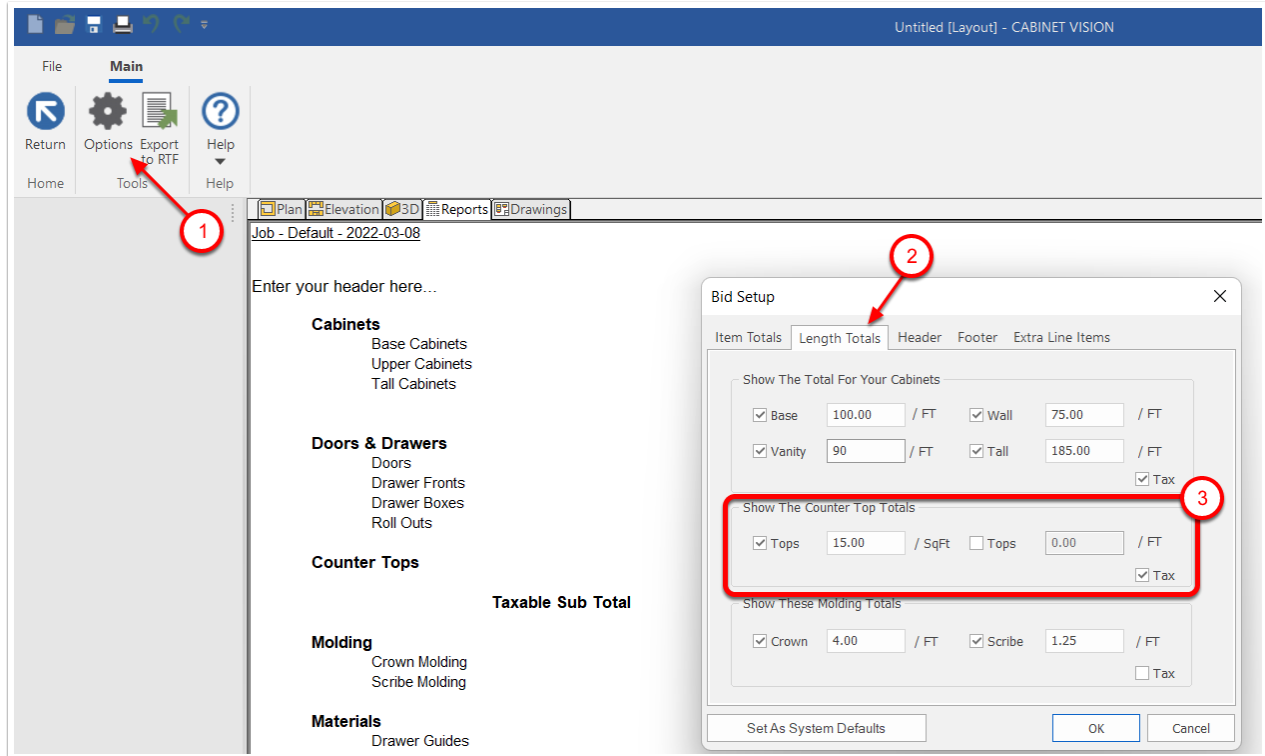 Untitled [Layout] - CABINET VISION
File Main
Return Options Export to RTF Help
Home Tools Help
1
Plan Elevation 3D Reports Drawings
Job - Default - 2022-03-08
2
Enter your header here...
Cabinets
Base Cabinets
Upper Cabinets
Tall Cabinets
Doors & Drawers
Doors
Drawer Fronts
Drawer Boxes
Roll Outs
Counter Tops
Taxable Sub Total
Molding
Crown Molding
Scribe Molding
Materials
Drawer Guides
Bid Setup
Item Totals Length Totals Header Footer Extra Line Items
Show The Total For Your Cabinets
Base 100.00 / FT Wall 75.00 / FT
Vanity 90 / FT Tall 185.00 / FT
Tax
3
Show The Counter Top Totals
Tops 15.00 / SqFt Tops 0.00 / FT
Tax
Show These Molding Totals
Crown 4.00 / FT Scribe 1.25 / FT
Tax
Set As System Defaults OK Cancel